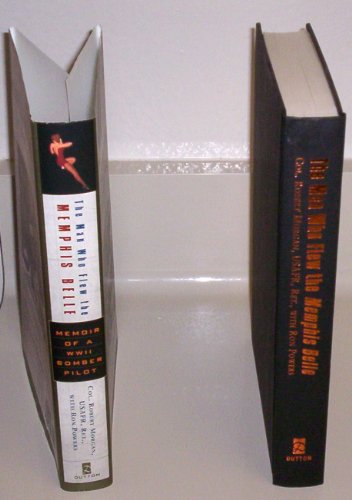 The Man Who Flew the
MEMPHIS BELLE
MEMOIR
OF A
WWII
BOMBER
PILOT
COL. ROBERT MORGAN,
USAFR, RET.,
WITH RON POWERS
DUTTON
The Man Who Flew the Memphis Belle
COL. ROBERT MORGAN, USAFR, RET., WITH RON POWERS
DUTTON